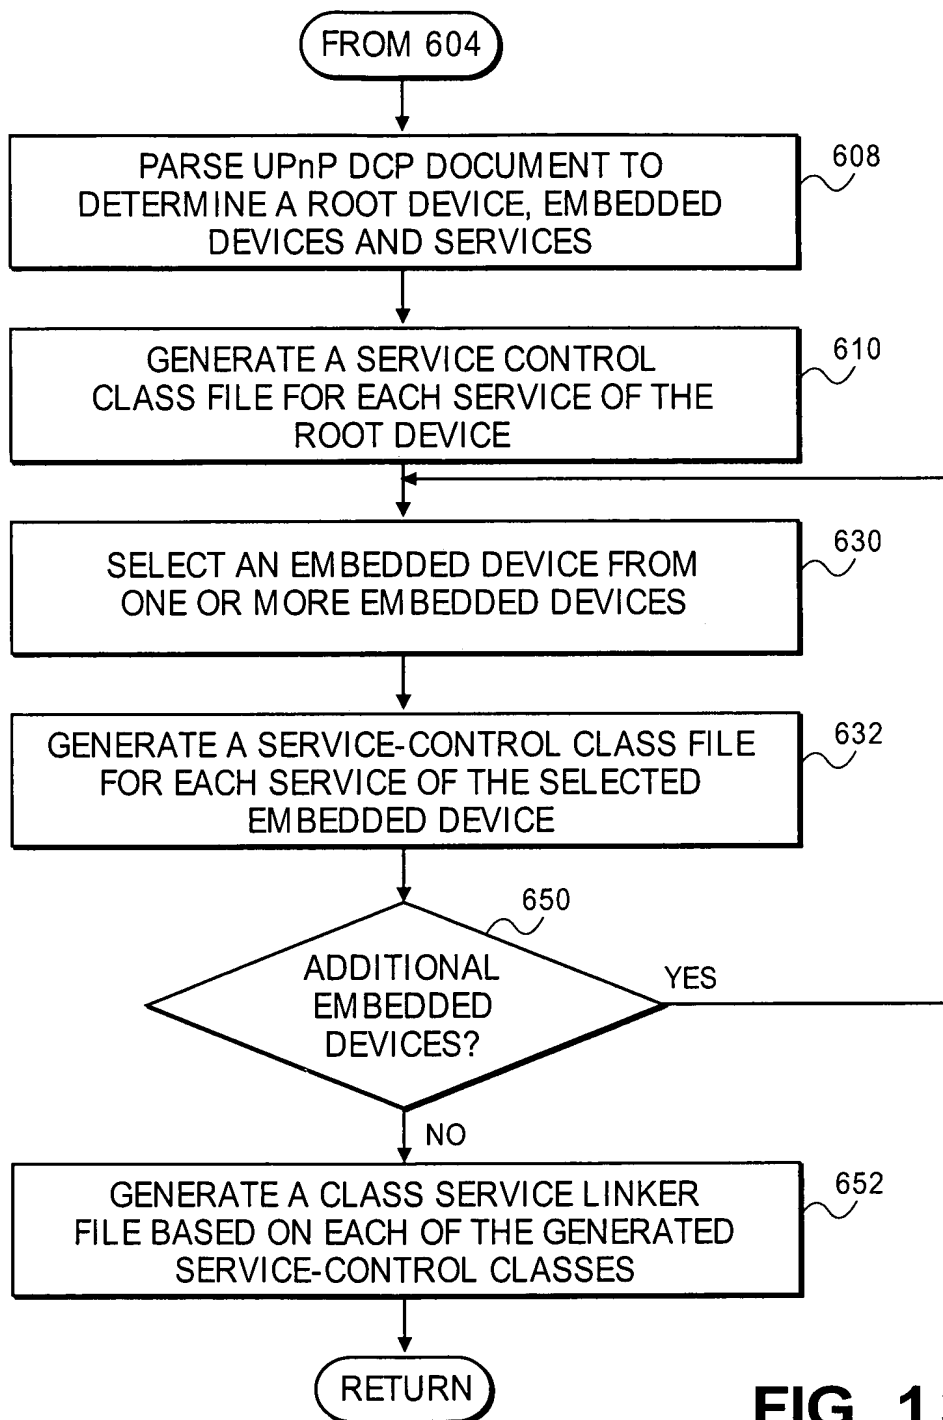 FROM 604
PARSE UPnP DCP DOCUMENT TO
DETERMINE A ROOT DEVICE, EMBEDDED
DEVICES AND SERVICES
608
GENERATE A SERVICE CONTROL
CLASS FILE FOR EACH SERVICE OF THE
ROOT DEVICE
610
SELECT AN EMBEDDED DEVICE FROM
ONE OR MORE EMBEDDED DEVICES
630
GENERATE A SERVICE-CONTROL CLASS FILE
FOR EACH SERVICE OF THE SELECTED
EMBEDDED DEVICE
632
650
ADDITIONAL
EMBEDDED
DEVICES?
YES
NO
GENERATE A CLASS SERVICE LINKER
FILE BASED ON EACH OF THE GENERATED
SERVICE-CONTROL CLASSES
652
RETURN
FIG.